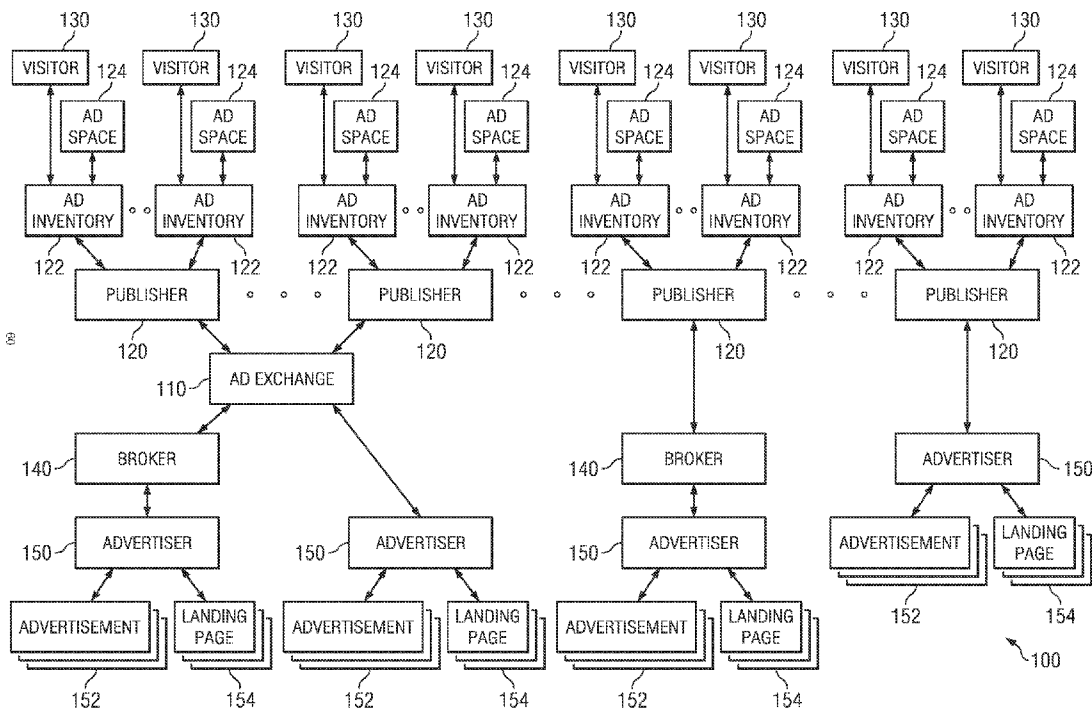 130 130 130 130 130 130 130 130
VISITOR VISITOR VISITOR VISITOR VISITOR VISITOR VISITOR VISITOR
124 124 124 124 124 124 124 124
AD AD AD AD AD AD AD AD
SPACE SPACE SPACE SPACE SPACE SPACE SPACE SPACE
AD AD AD AD AD AD AD AD
INVENTORY INVENTORY INVENTORY INVENTORY INVENTORY INVENTORY INVENTORY INVENTORY
122 122 122 122 122 122 122 122
PUBLISHER PUBLISHER PUBLISHER PUBLISHER
120 120 120 120
110 AD EXCHANGE
140 BROKER 140 BROKER ADVERTISER 150
150 ADVERTISER 150 ADVERTISER 150 ADVERTISER ADVERTISEMENT LANDING
PAGE
152 154
ADVERTISEMENT LANDING ADVERTISEMENT LANDING ADVERTISEMENT LANDING
PAGE PAGE PAGE
100
152 154 152 154 152 154